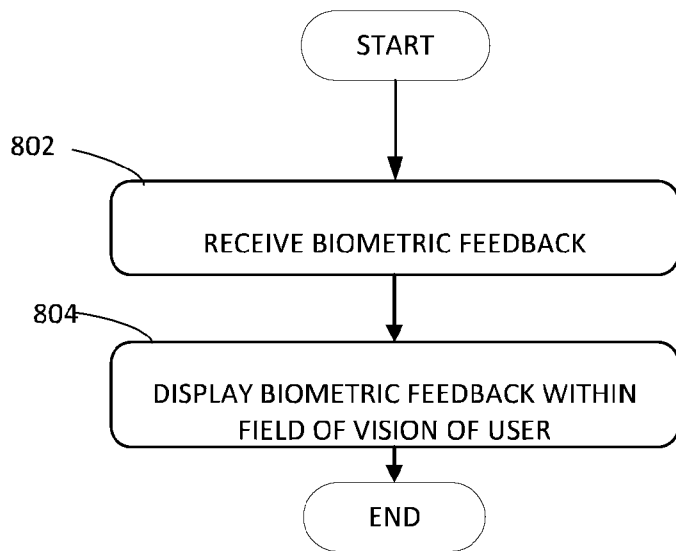 START
802
RECEIVE BIOMETRIC FEEDBACK
804
DISPLAY BIOMETRIC FEEDBACK WITHIN
FIELD OF VISION OF USER
END